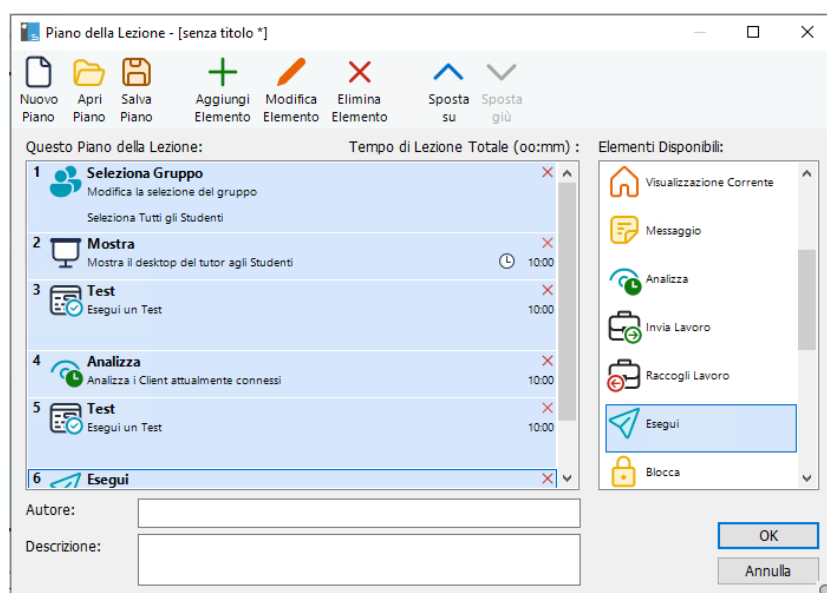 Piano della Lezione - [senza titolo *]
Nuovo Piano
Apri Piano
Salva Piano
Aggiungi Elemento
Modifica Elemento
Elimina Elemento
Sposta su
Sposta giù
Questo Piano della Lezione:
Tempo di Lezione Totale (oo:mm) :
Elementi Disponibili:
1 Seleziona Gruppo
Modifica la selezione del gruppo
Seleziona Tutti gli Studenti
2 Mostra
Mostra il desktop del tutor agli Studenti 10:00
3 Test
Esegui un Test 10:00
4 Analizza
Analizza i Client attualmente connessi 10:00
5 Test
Esegui un Test 10:00
6 Esegui
Visualizzazione Corrente
Messaggio
Analizza
Invia Lavoro
Raccogli Lavoro
Esegui
Blocca
Autore:
Descrizione:
OK
Annulla